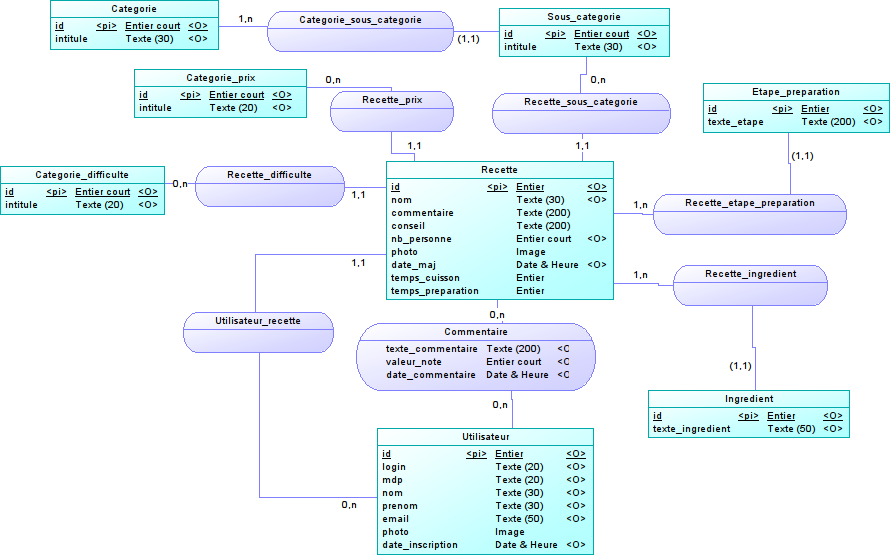 Categorie
id <pi> Entier court <O>
intitule Texte (30) <O>
1,n
Categorie_sous_categorie
(1,1)
Sous_categorie
id <pi> Entier court <O>
intitule Texte (30) <O>
0,n
Recette_sous_categorie
1,1
Categorie_prix
id <pi> Entier court <O>
intitule Texte (20) <O>
0,n
Recette_prix
1,1
Etape_preparation
id <pi> Entier <O>
texte_etape Texte (200) <O>
(1,1)
Recette_etape_preparation
1,n
Categorie_difficulte
id <pi> Entier court <O>
intitule Texte (20) <O>
0,n
Recette_difficulte
1,1
Recette
id <pi> Entier <O>
nom Texte (30) <O>
commentaire Texte (200)
conseil Texte (200)
nb_personne Entier court <O>
photo Image
date_maj Date & Heure <O>
temps_cuisson Entier
temps_preparation Entier
1,1
Utilisateur_recette
0,n
1,n
Recette_ingredient
(1,1)
Ingredient
id <pi> Entier <O>
texte_ingredient Texte (50) <O>
0,n
Commentaire
texte_commentaire Texte (200) <O
valeur_note Entier court <O
date_commentaire Date & Heure <O
0,n
Utilisateur
id <pi> Entier <O>
login Texte (20) <O>
mdp Texte (20) <O>
nom Texte (30) <O>
prenom Texte (30) <O>
email Texte (50) <O>
photo Image
date_inscription Date & Heure <O>